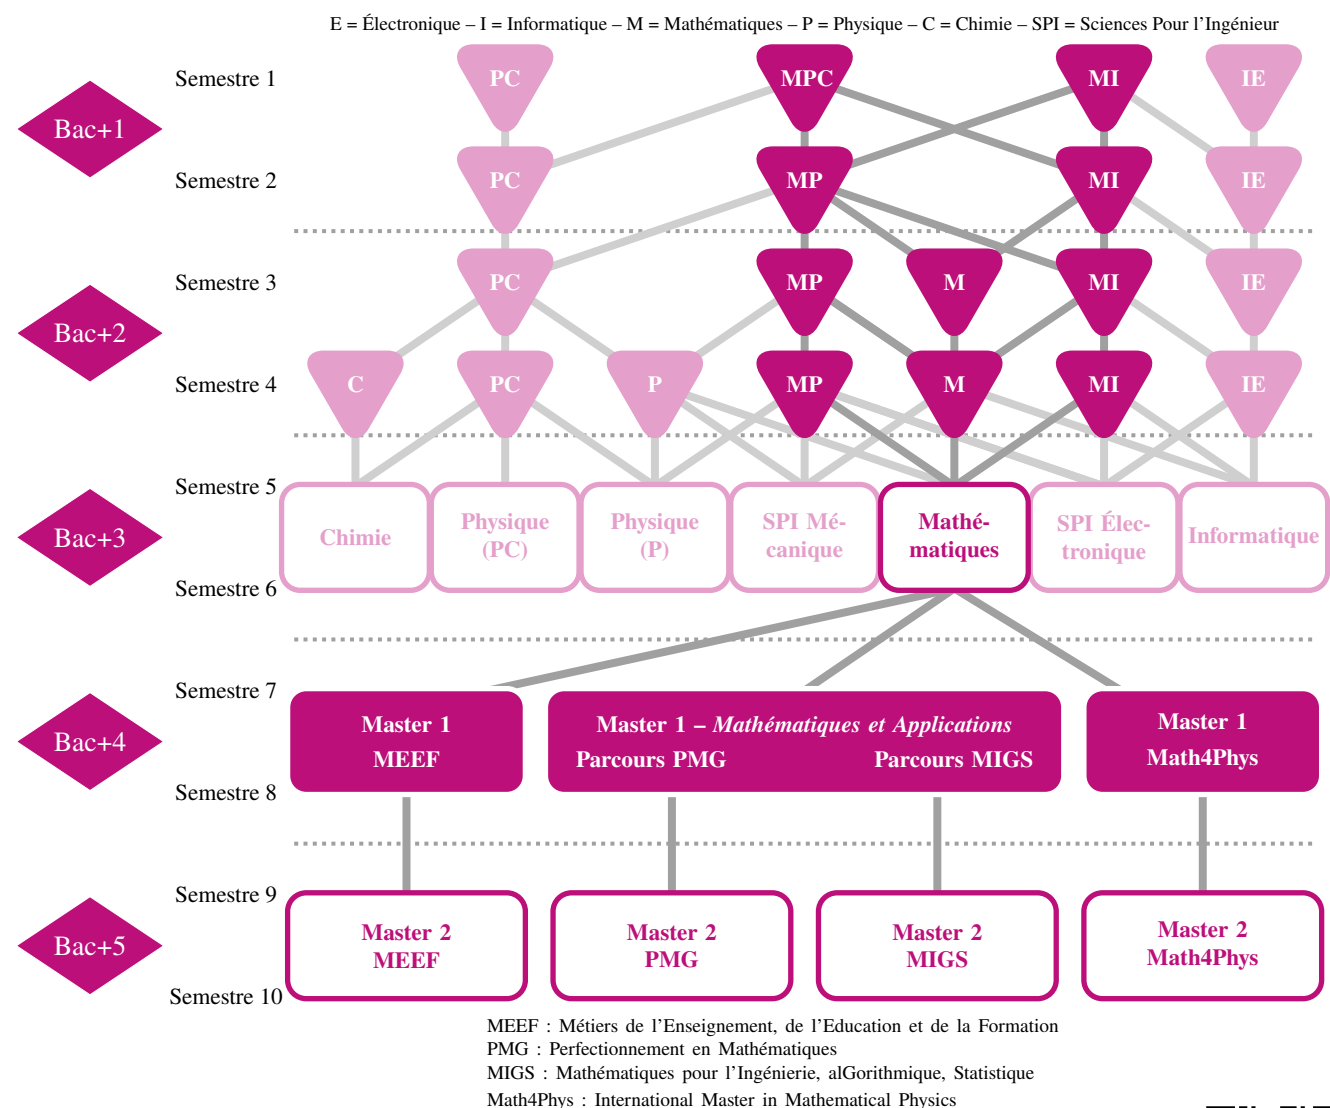 E = Électronique – I = Informatique – M = Mathématiques – P = Physique – C = Chimie – SPI = Sciences Pour l'Ingénieur
Bac+1
Semestre 1
PC
MPC
MI
IE
Semestre 2
PC
MP
MI
IE
Bac+2
Semestre 3
PC
MP
M
MI
IE
Semestre 4
C
PC
P
MP
M
MI
IE
Bac+3
Semestre 5
Chimie
Physique
(PC)
Physique
(P)
SPI Mé-
canique
Mathé-
matiques
SPI Élec-
tronique
Informatique
Semestre 6
Bac+4
Semestre 7
Master 1
MEEF
Master 1 – Mathématiques et Applications
Parcours PMG Parcours MIGS
Master 1
Math4Phys
Semestre 8
Bac+5
Semestre 9
Master 2
MEEF
Master 2
PMG
Master 2
MIGS
Master 2
Math4Phys
Semestre 10
MEEF : Métiers de l'Enseignement, de l'Education et de la Formation
PMG : Perfectionnement en Mathématiques
MIGS : Mathématiques pour l'Ingénierie, alGorithmique, Statistique
Math4Phys : International Master in Mathematical Physics